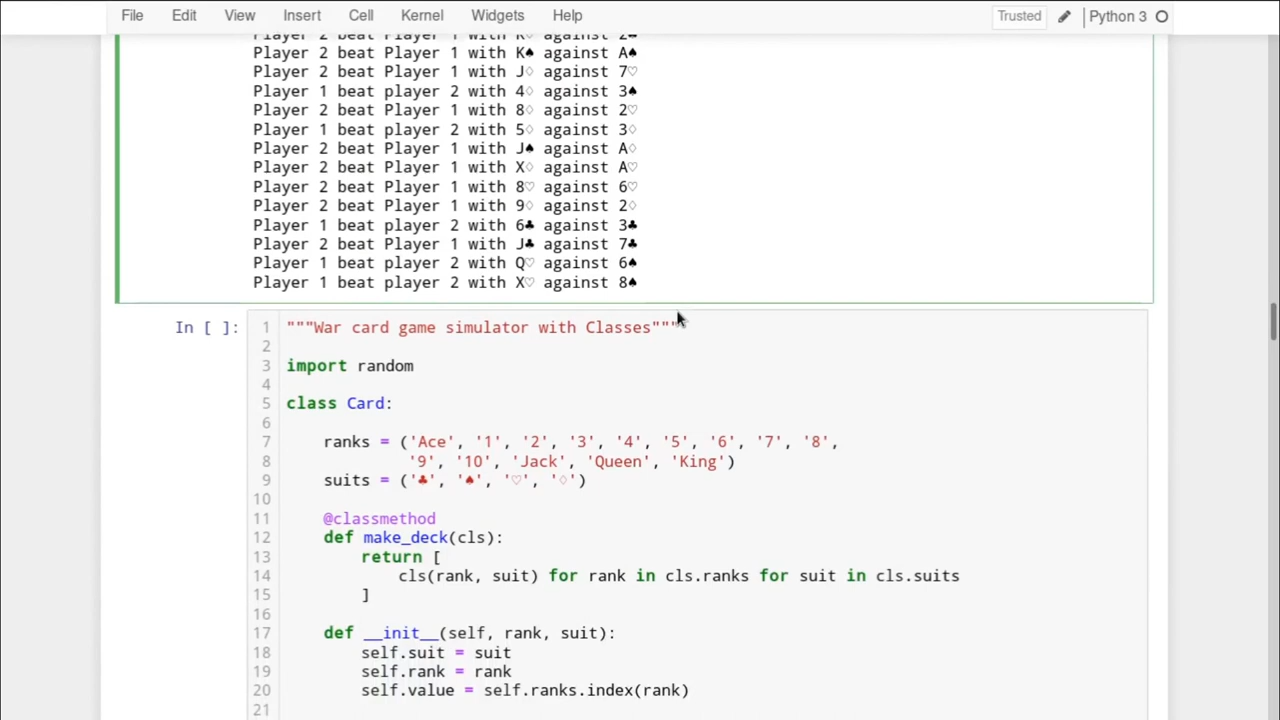 File Edit View Insert Cell Kernel Widgets Help Trusted Python 3
Player 2 beat Player 1 with K♢ against 2♣
Player 2 beat Player 1 with K♠ against A♠
Player 2 beat Player 1 with J♢ against 7♡
Player 1 beat player 2 with 4♢ against 3♠
Player 2 beat Player 1 with 8♢ against 2♡
Player 1 beat player 2 with 5♢ against 3♢
Player 2 beat Player 1 with J♠ against A♢
Player 2 beat Player 1 with X♢ against A♡
Player 2 beat Player 1 with 8♡ against 6♡
Player 2 beat Player 1 with 9♢ against 2♢
Player 1 beat player 2 with 6♣ against 3♣
Player 2 beat Player 1 with J♣ against 7♣
Player 1 beat player 2 with Q♡ against 6♠
Player 1 beat player 2 with X♡ against 8♠
In [ ]: 1 """War card game simulator with Classes"""
2
3 import random
4
5 class Card:
6
7 ranks = ('Ace', '1', '2', '3', '4', '5', '6', '7', '8',
8 '9', '10', 'Jack', 'Queen', 'King')
9 suits = ('♣', '♠', '♡', '♢')
10
11 @classmethod
12 def make_deck(cls):
13 return [
14 cls(rank, suit) for rank in cls.ranks for suit in cls.suits
15 ]
16
17 def __init__(self, rank, suit):
18 self.suit = suit
19 self.rank = rank
20 self.value = self.ranks.index(rank)
21